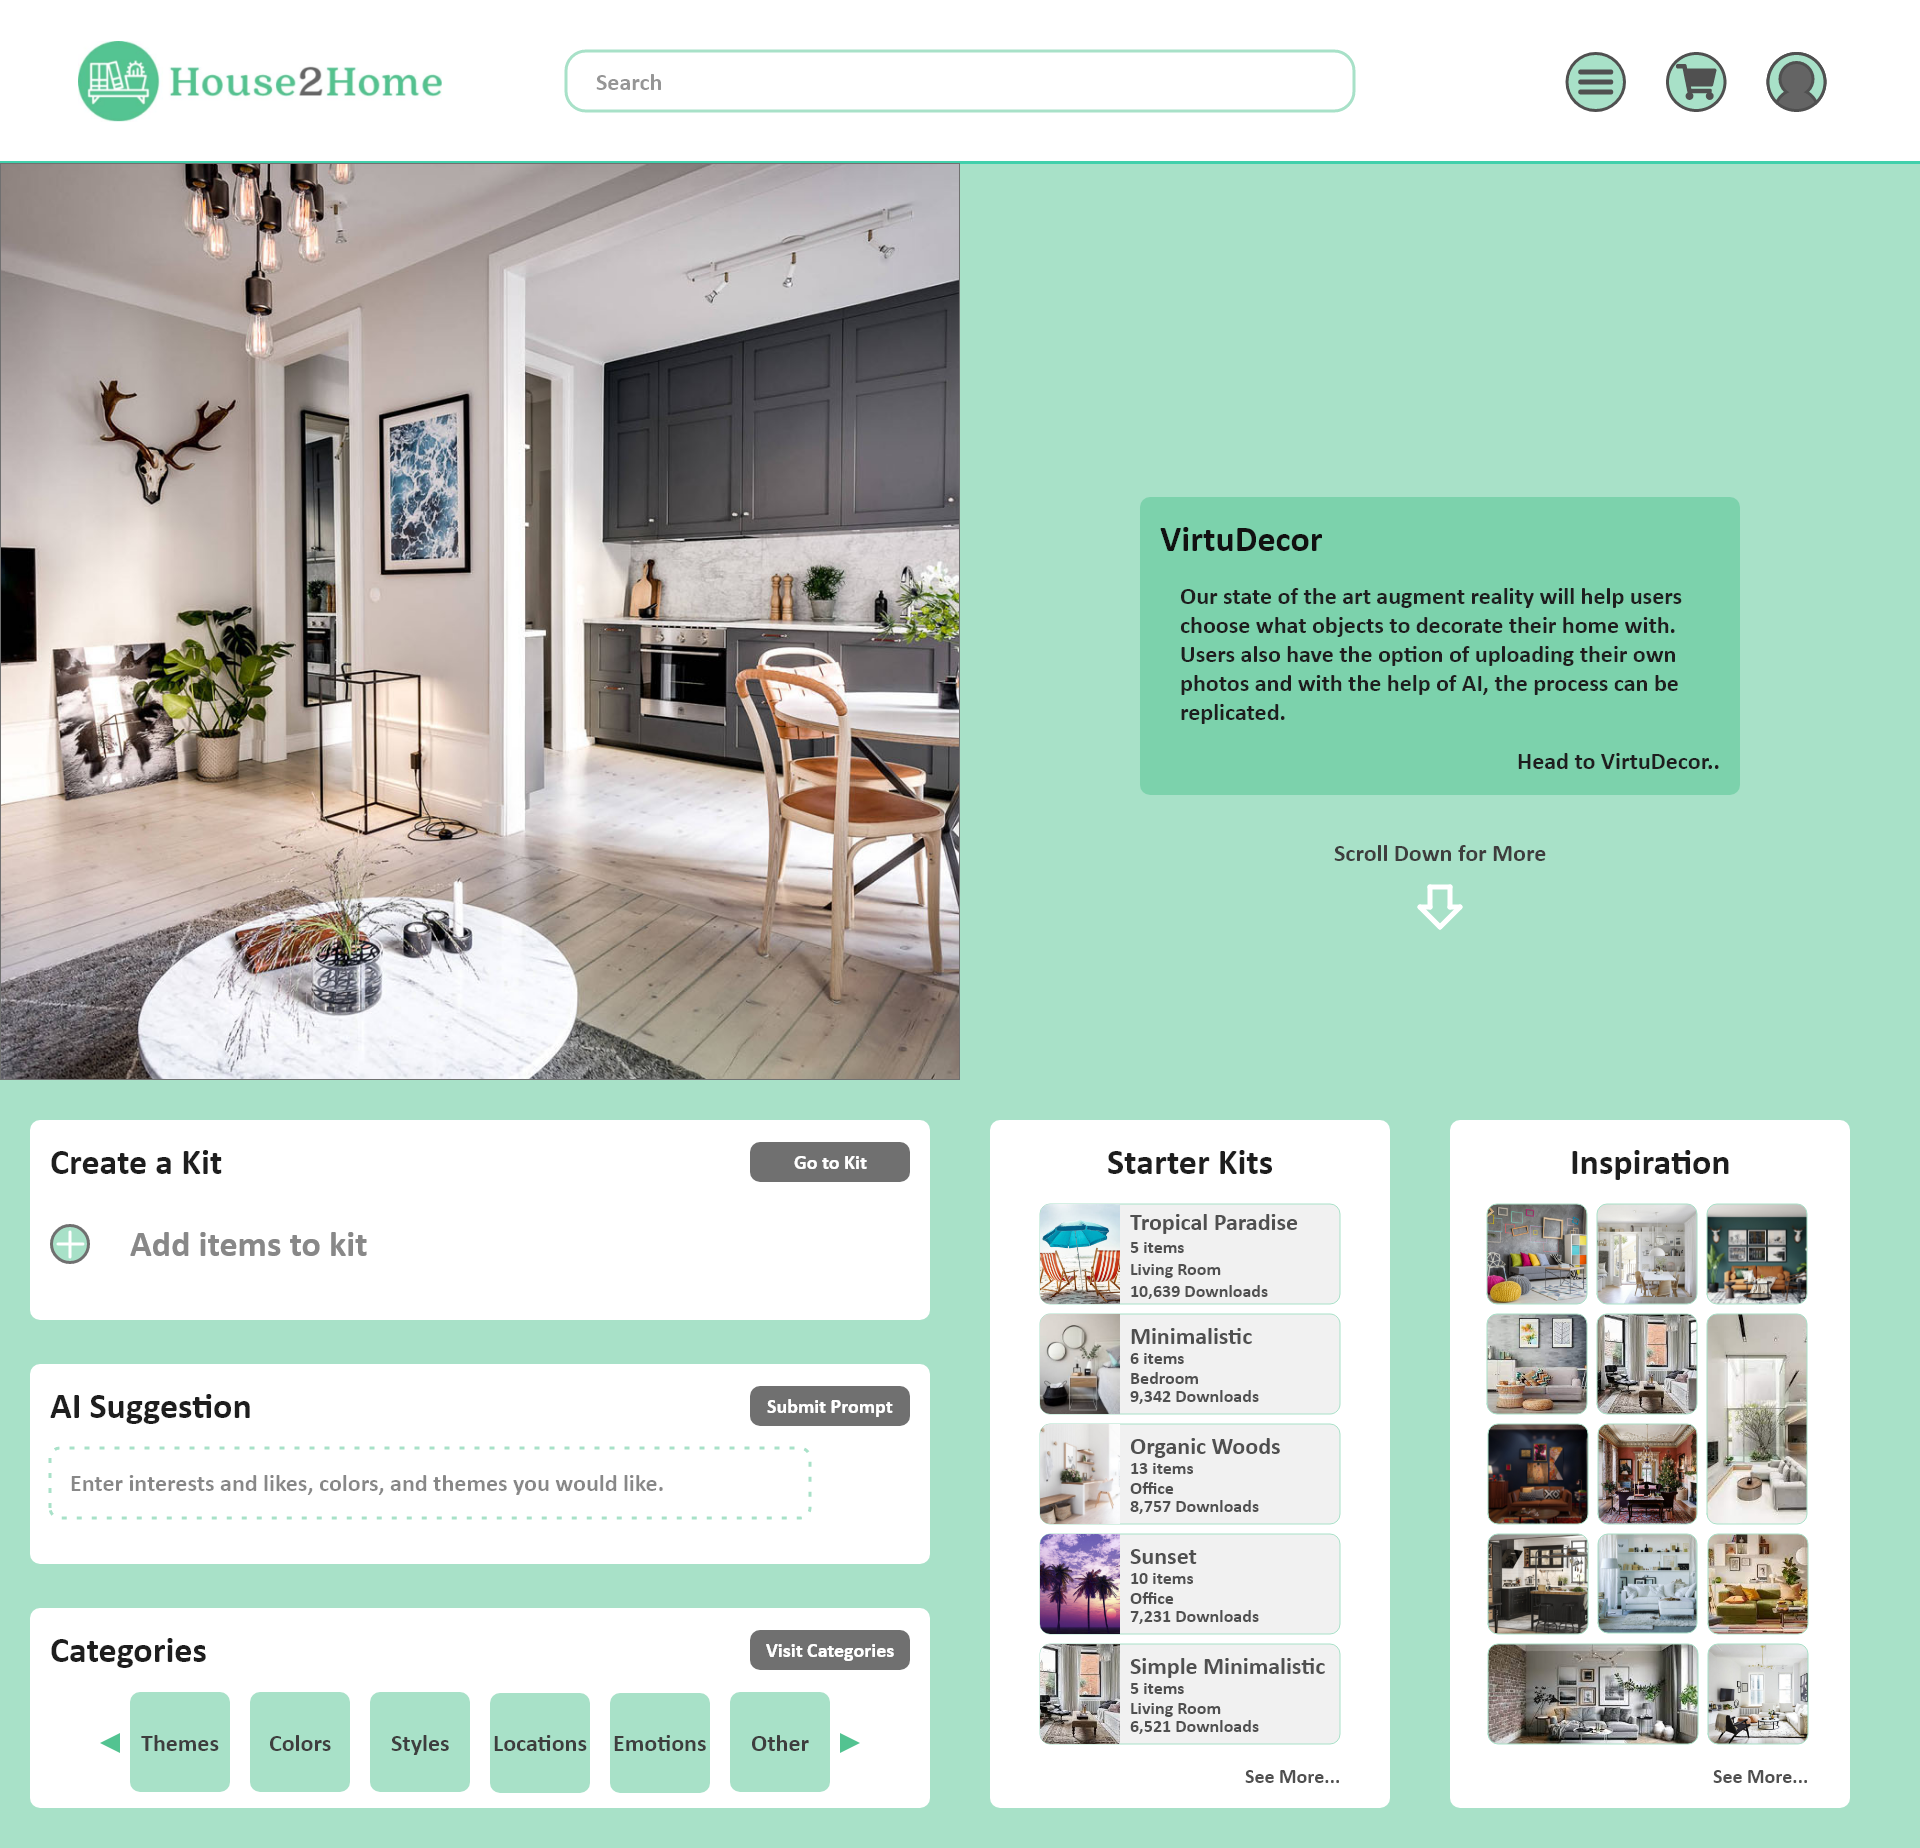 House2Home
Search
VirtuDecor
Our state of the art augment reality will help users
choose what objects to decorate their home with.
Users also have the option of uploading their own
photos and with the help of AI, the process can be
replicated.
Head to VirtuDecor..
Scroll Down for More
Create a Kit
Go to Kit
Add items to kit
AI Suggestion
Submit Prompt
Enter interests and likes, colors, and themes you would like.
Categories
Visit Categories
Themes
Colors
Styles
Locations
Emotions
Other
Starter Kits
Tropical Paradise
5 items
Living Room
10,639 Downloads
Minimalistic
6 items
Bedroom
9,342 Downloads
Organic Woods
13 items
Office
8,757 Downloads
Sunset
10 items
Office
7,231 Downloads
Simple Minimalistic
5 items
Living Room
6,521 Downloads
See More...
Inspiration
See More...